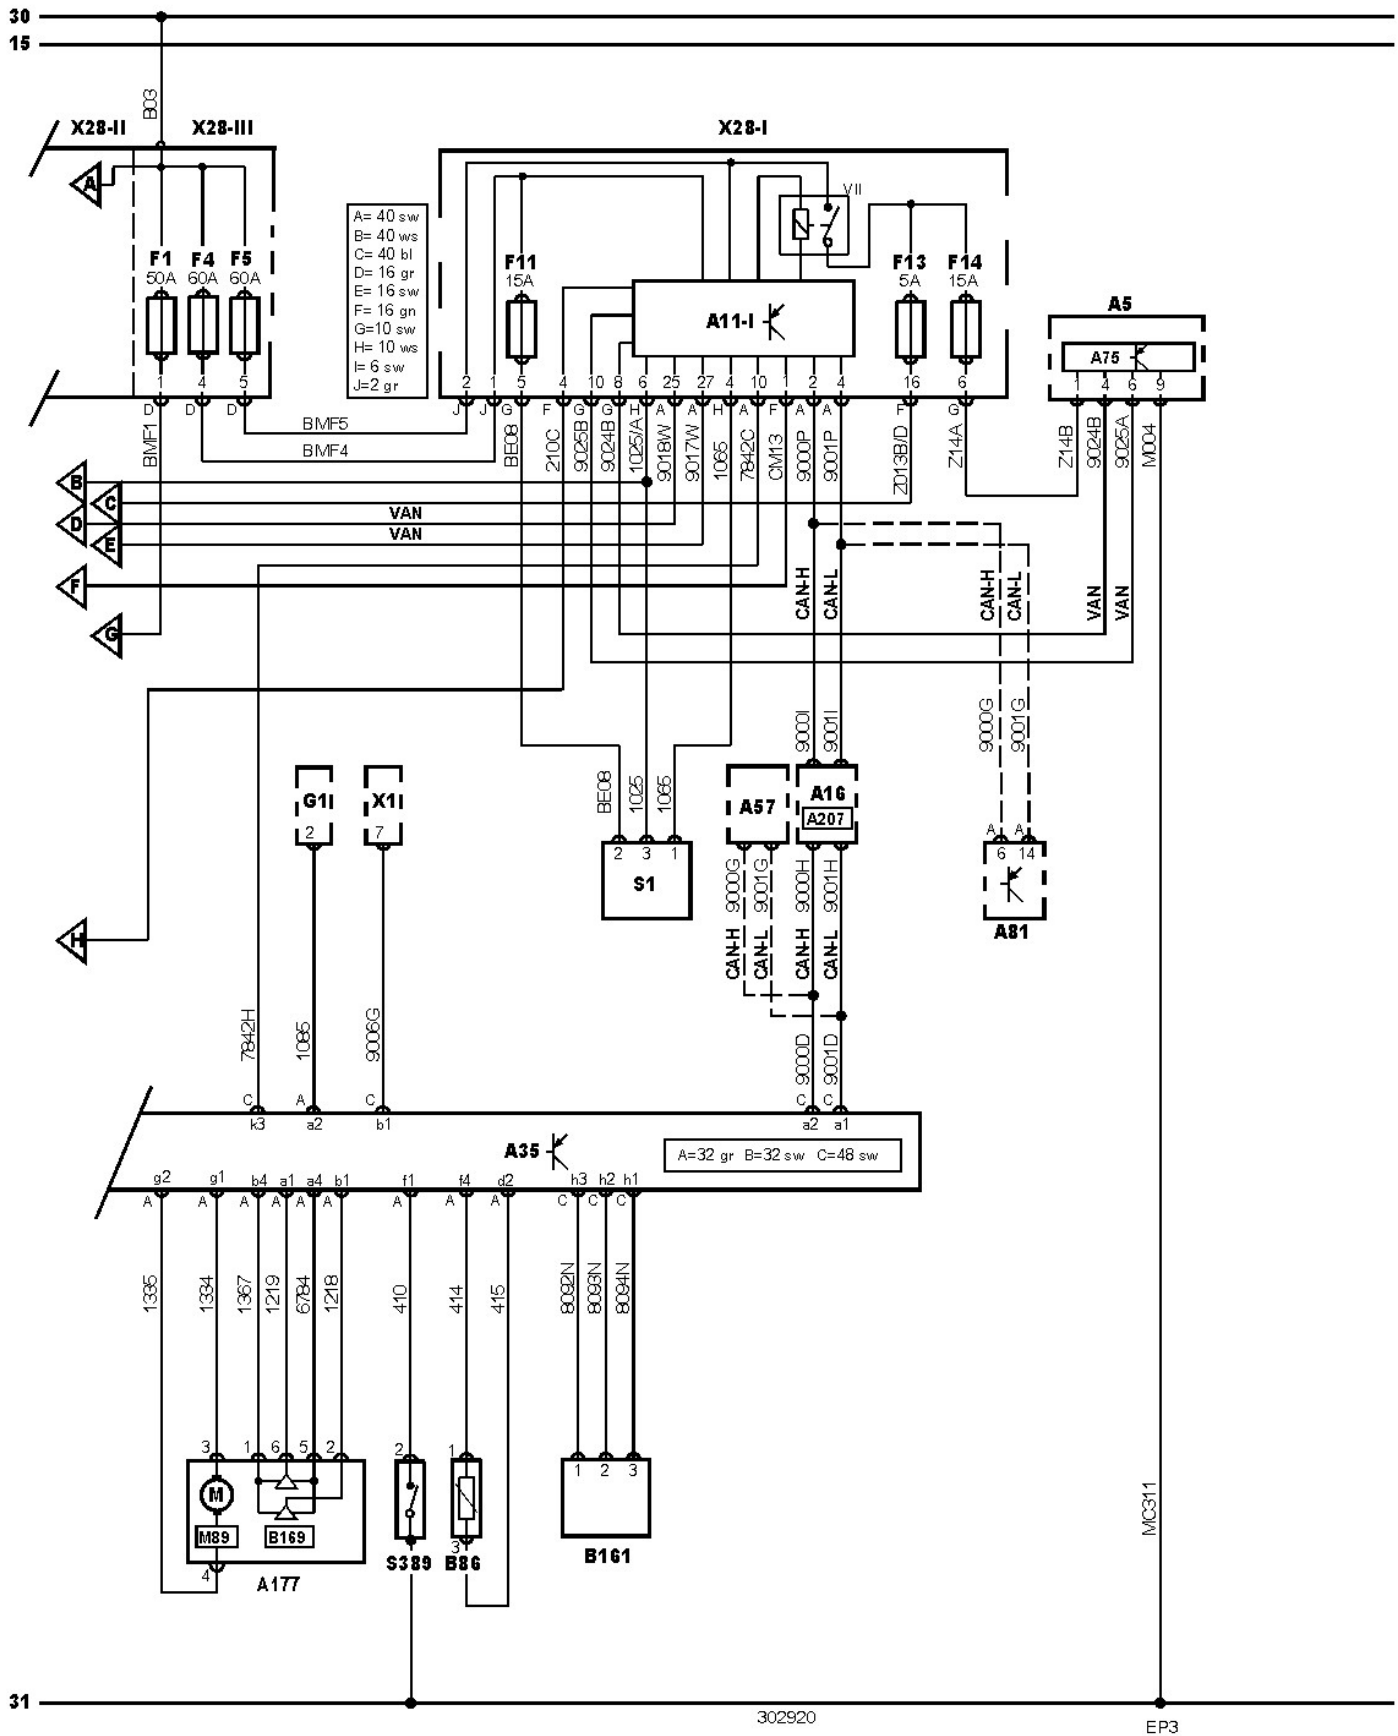 30
15
B03
X28-II X28-III X28-I
A
VII
A= 40 sw
B= 40 ws
C= 40 bl
D= 16 gr
E= 16 sw
F= 16 gn
G=10 sw
H= 10 ws
I= 6 sw
J=2 gr
F1 F4 F5
50A 60A 60A
F11
15A
F13 F14
5A 15A
A11-I
A5
A75
1 4 5
2 1 5 4 10 8 6 25 27 4 10 1 2 4 16 6
1 4 6 9
D D D
J J G F G G H A A H A F A A F G
BMF1
BMF5
BMF4
BE08
210C
9025B
9024B
1025/A
9018W
9017W
1065
7842C
CM13
9000P
9001P
Z013B/D
Z14A
Z14B
9024B
9025A
M004
B
C
D
VAN
E
VAN
F
G
CAN-H
CAN-L
CAN-H
CAN-L
VAN
VAN
9000I
9001I
9000G
9001G
G1
2
X1
7
BE08
1025
1065
A57
A16
A207
A A
6 14
A81
2 3 1
S1
H
9000G
9001G
9000H
9001H
CAN-H
CAN-L
CAN-H
CAN-L
7842H
1085
9006G
9000D
9001D
C A C C C
k3 a2 b1 a2 a1
A35
A=32 gr B=32 sw C=48 sw
g2 g1 b4 a1 a4 b1 f1 f4 d2 h3 h2 h1
A A A A A A A A A C C C
1335
1334
1367
1219
6784
1218
410
414
415
8092N
8093N
8094N
3 1 6 5 2 2 1
1 2 3
M
M89
B169
4
A177
S389
3
B86
B161
MC311
31
302920
EP3